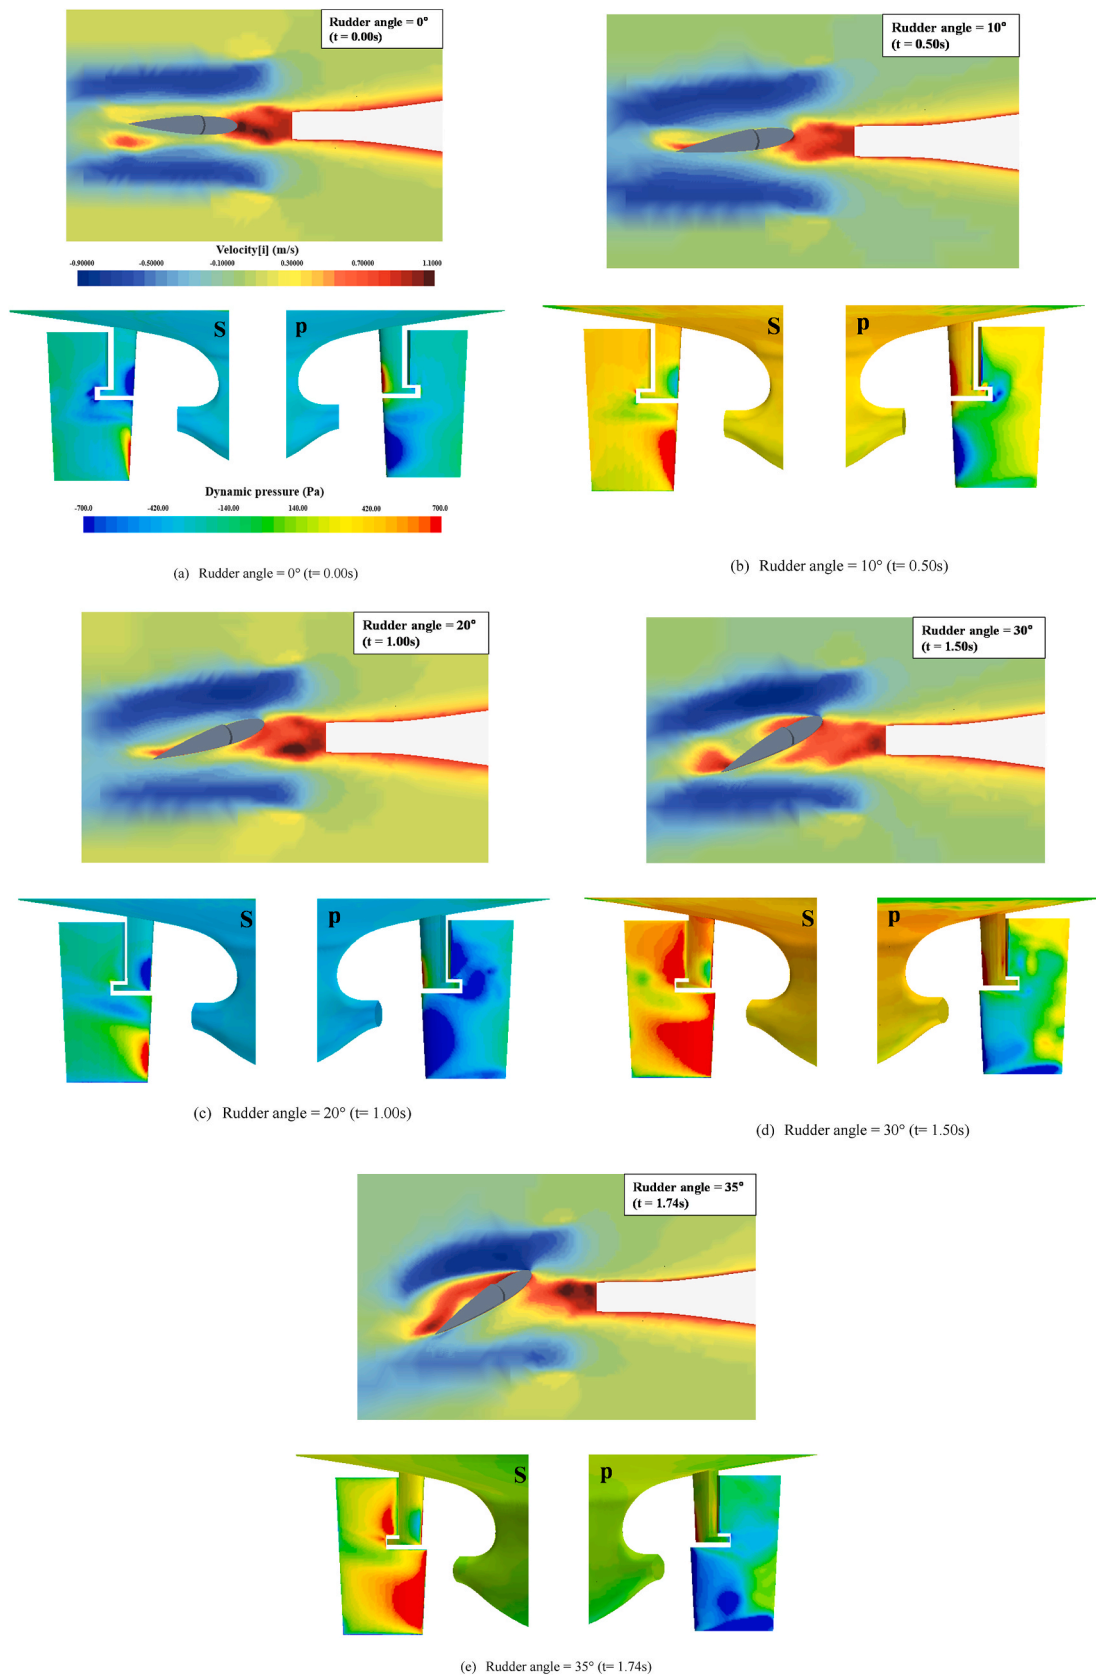 Rudder angle = 0°
(t = 0.00s)
Rudder angle = 10°
(t = 0.50s)
Velocity[i] (m/s)
-0.90000 -0.50000 -0.10000 0.30000 0.70000 1.1000
S p
S p
Dynamic pressure (Pa)
-700.0 -420.00 -140.00 140.00 420.00 700.0
(a) Rudder angle = 0° (t= 0.00s)
(b) Rudder angle = 10° (t= 0.50s)
Rudder angle = 20°
(t = 1.00s)
Rudder angle = 30°
(t = 1.50s)
S p
S p
(c) Rudder angle = 20° (t= 1.00s)
(d) Rudder angle = 30° (t= 1.50s)
Rudder angle = 35°
(t = 1.74s)
S p
(e) Rudder angle = 35° (t= 1.74s)